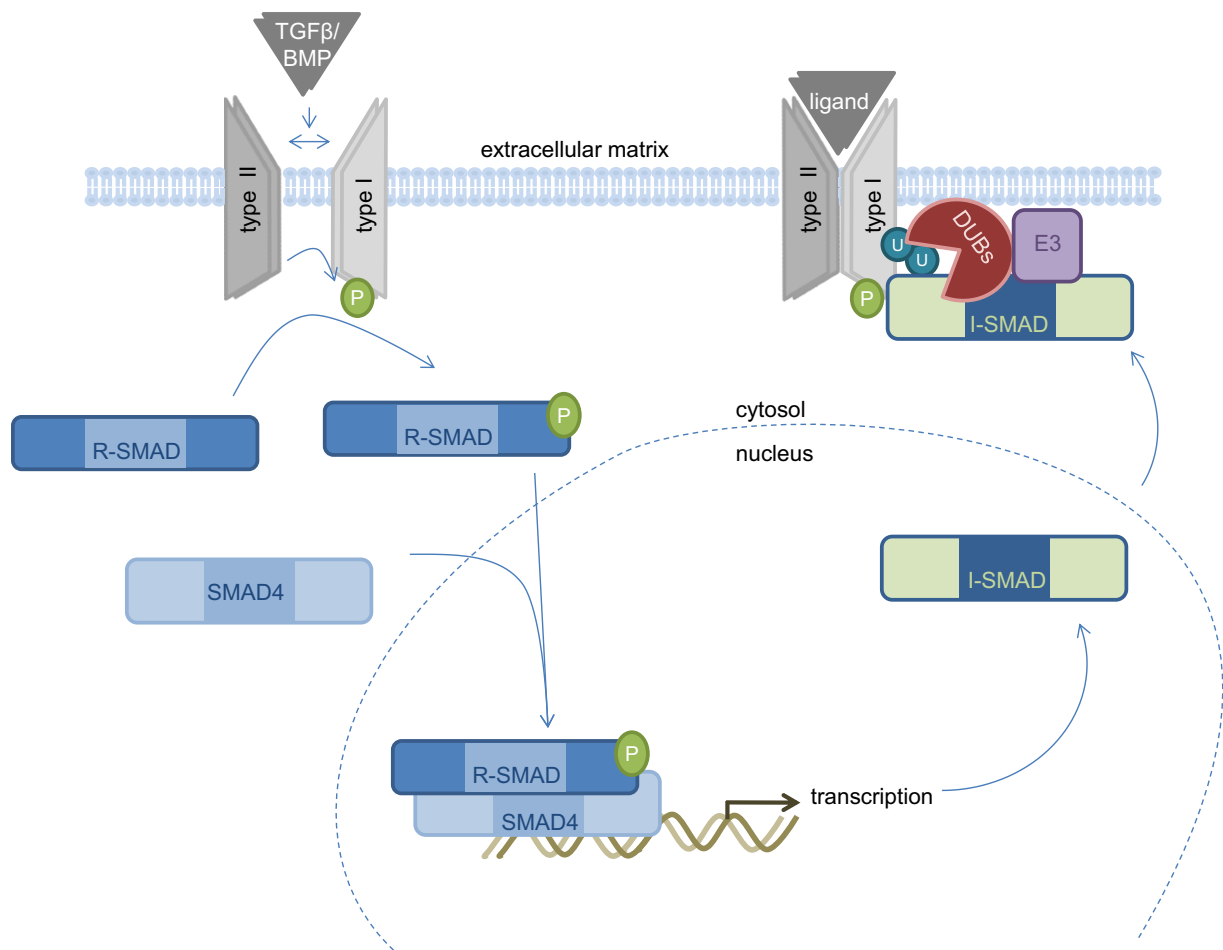 TGFβ/
BMP
ligand
extracellular matrix
type II
type I
type II
type I
U
U
DUBs
E3
P
P
I-SMAD
R-SMAD
R-SMAD
P
cytosol
nucleus
SMAD4
I-SMAD
R-SMAD
P
SMAD4
transcription